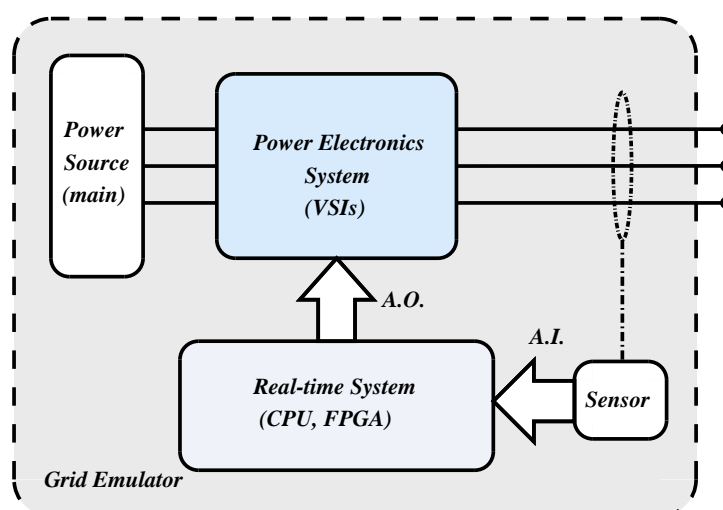 Power
Source
(main)
Power Electronics
System
(VSIs)
A.O.
A.I.
Real-time System
(CPU, FPGA)
Sensor
Grid Emulator